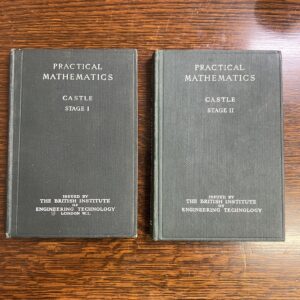 PRACTICAL
MATHEMATICS
CASTLE
STAGE I
ISSUED BY
THE BRITISH INSTITUTE
OF
ENGINEERING TECHNOLOGY
LONDON W.1.
PRACTICAL
MATHEMATICS
CASTLE
STAGE II
ISSUED BY
THE BRITISH INSTITUTE
OF
ENGINEERING TECHNOLOGY